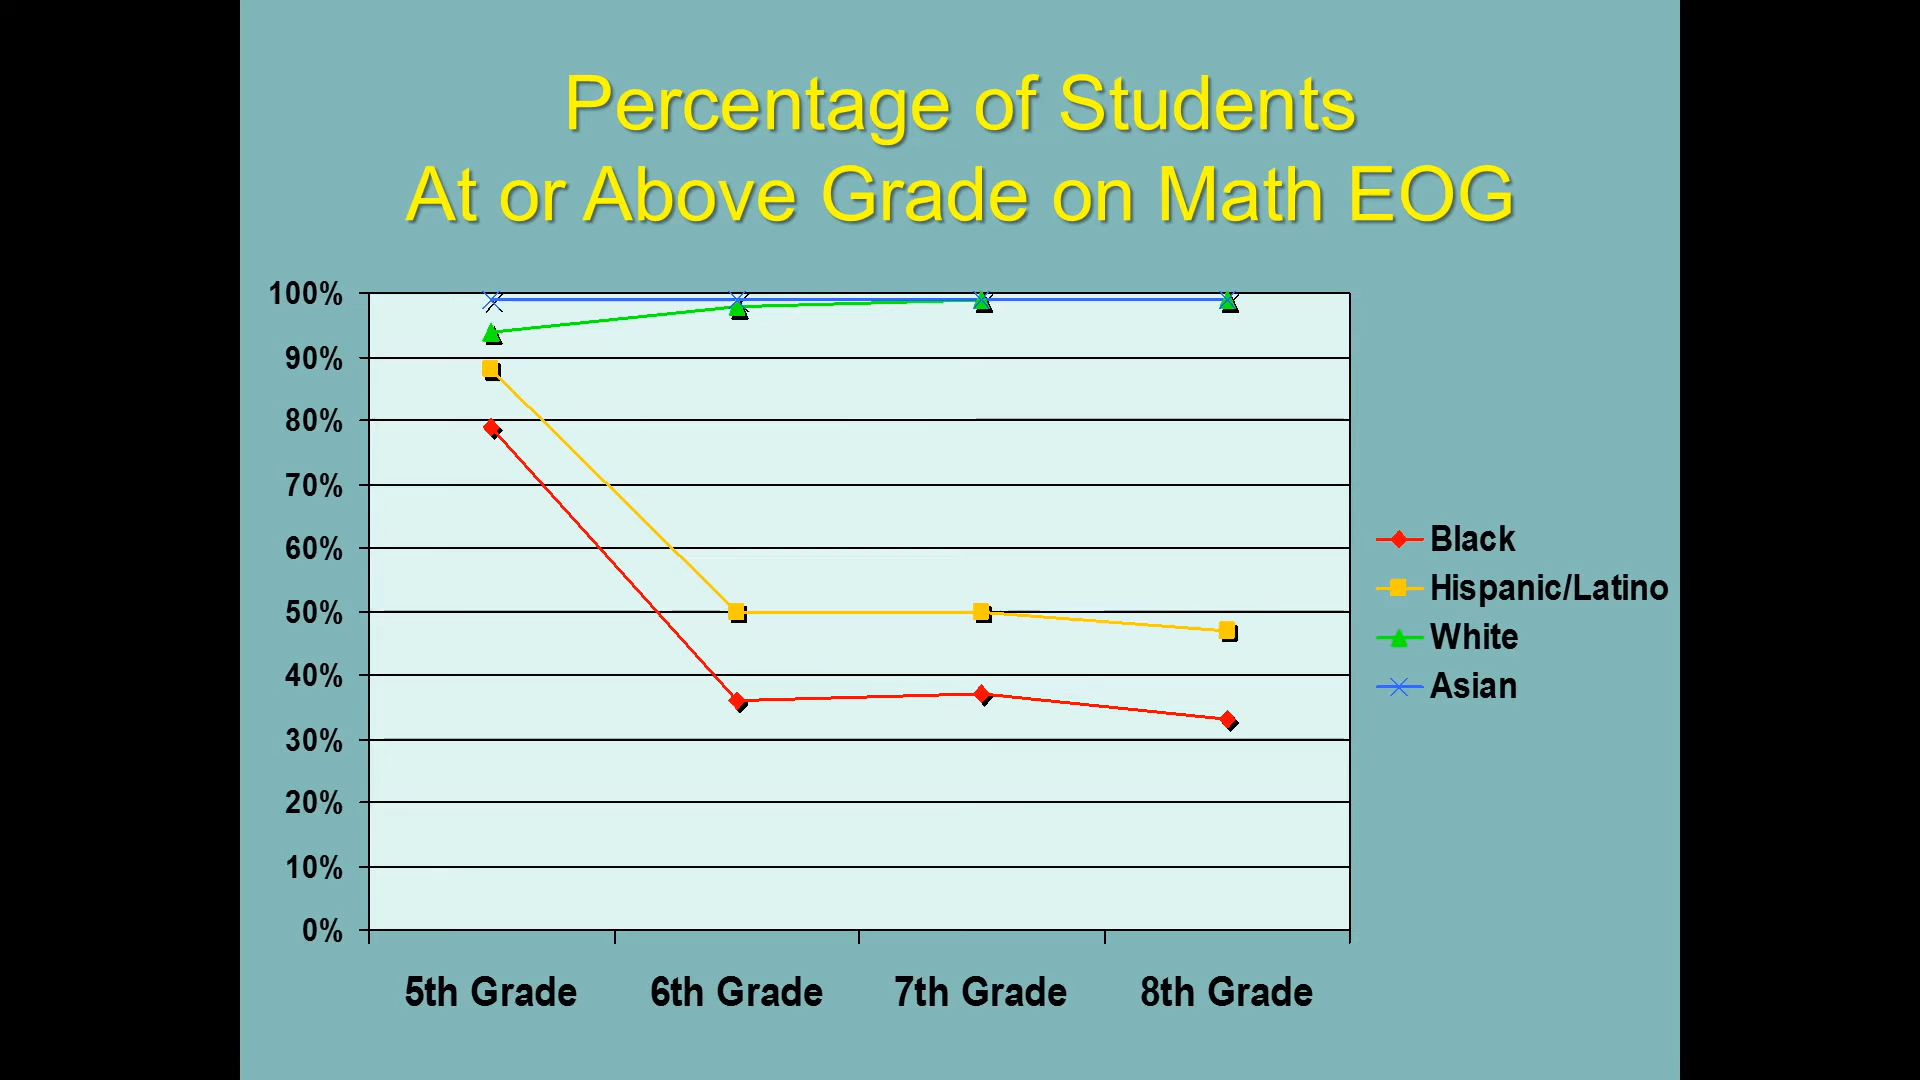 Percentage of Students
At or Above Grade on Math EOG
100%
90%
80%
70%
60%
50%
40%
30%
20%
10%
0%
5th Grade 6th Grade 7th Grade 8th Grade
Black
Hispanic/Latino
White
Asian